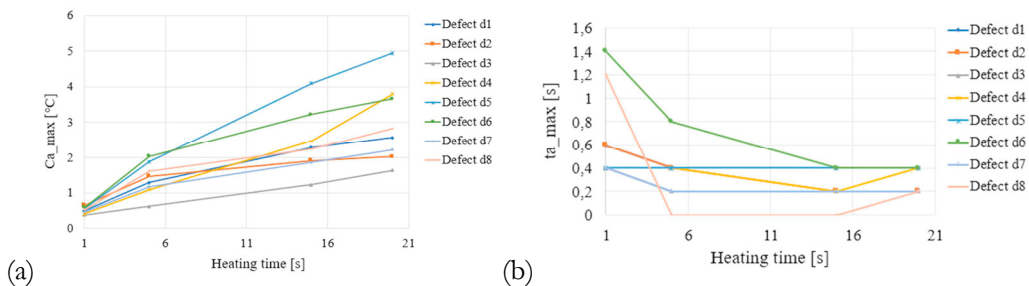 6
5
4
3
2
1
0
Ca_max [°C]
1 6 11 16 21
Heating time [s]
Defect d1
Defect d2
Defect d3
Defect d4
Defect d5
Defect d6
Defect d7
Defect d8
(a)
1,6
1,4
1,2
1
0,8
0,6
0,4
0,2
0
ta_max [s]
1 6 11 16 21
Heating time [s]
Defect d1
Defect d2
Defect d3
Defect d4
Defect d5
Defect d6
Defect d7
Defect d8
(b)